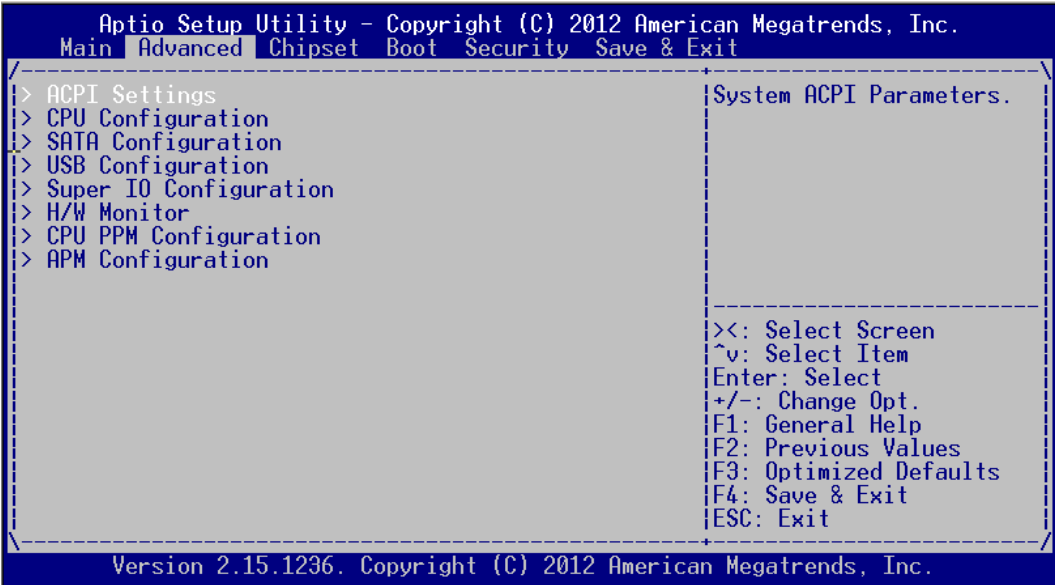 Aptio Setup Utility - Copyright (C) 2012 American Megatrends, Inc.
Main Advanced Chipset Boot Security Save & Exit
> ACPI Settings
> CPU Configuration
> SATA Configuration
> USB Configuration
> Super IO Configuration
> H/W Monitor
> CPU PPM Configuration
> APM Configuration
System ACPI Parameters.
><: Select Screen
^v: Select Item
Enter: Select
+/-: Change Opt.
F1: General Help
F2: Previous Values
F3: Optimized Defaults
F4: Save & Exit
ESC: Exit
Version 2.15.1236. Copyright (C) 2012 American Megatrends, Inc.